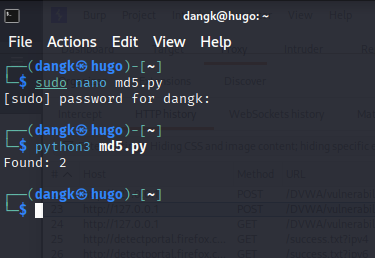 dangk@hugo: ~
File Actions Edit View Help
┌──(dangk㉿hugo)-[~]
└─$ sudo nano md5.py
[sudo] password for dangk:
┌──(dangk㉿hugo)-[~]
└─$ python3 md5.py
Found: 2
┌──(dangk㉿hugo)-[~]
└─$